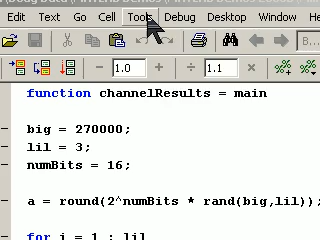 Edit Text Go Cell Tools Debug Desktop Window
1.0 1.1
function channelResults = main
big = 270000;
lil = 3;
numBits = 16;
a = round(2^numBits * rand(big,lil));
for i = 1 : lil